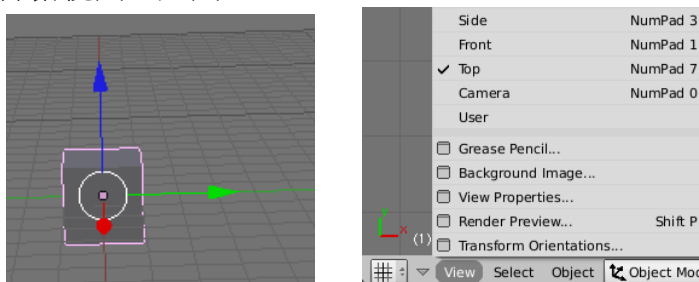 Side NumPad 3
Front NumPad 1
Top NumPad 7
Camera NumPad 0
User
Grease Pencil...
Background Image...
View Properties...
Render Preview... Shift P
Transform Orientations...
(1)
View Select Object Object Mod